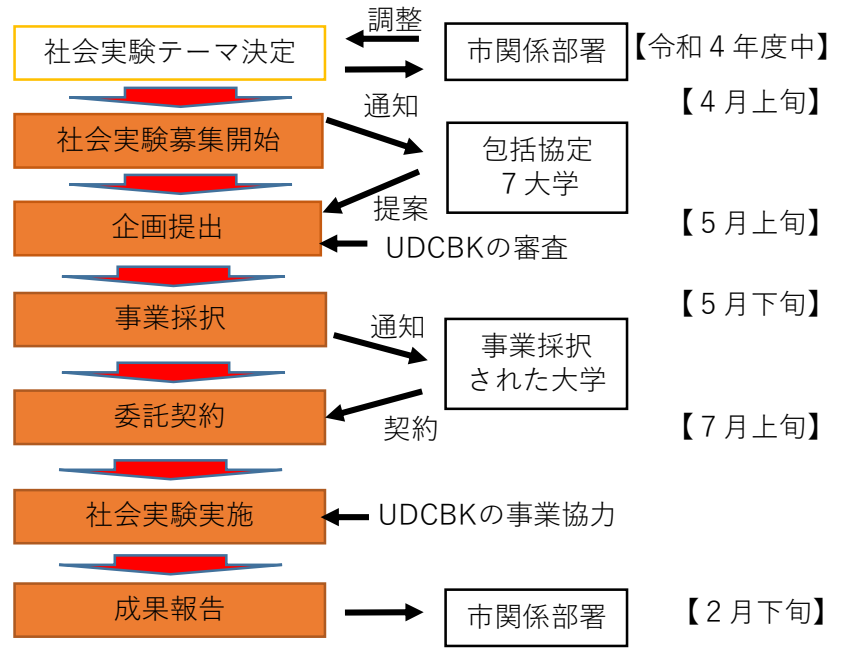 調整
社会実験テーマ決定
市関係部署
【令和４年度中】
【４月上旬】
通知
社会実験募集開始
包括協定
７大学
提案
企画提出
【５月上旬】
UDCBKの審査
【５月下旬】
事業採択
通知
事業採択
された大学
委託契約
契約
【７月上旬】
社会実験実施
UDCBKの事業協力
成果報告
市関係部署
【２月下旬】